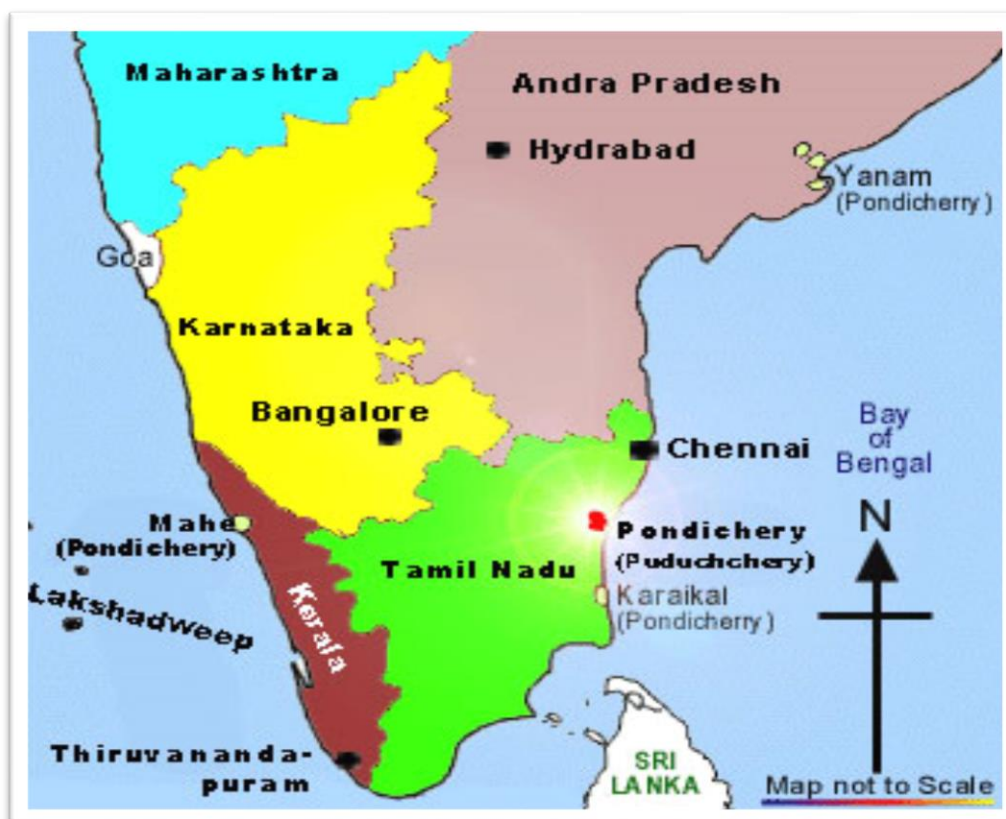 Maharashtra
Andra Pradesh
Hydrabad
Yanam
(Pondicherry )
Goa
Karnataka
Bangalore
Chennai
Bay
of
Bengal
N
Mahe
(Pondichery)
Pondichery
(Puduchchery)
Tamil Nadu
Karaikal
(Pondicherry )
Lakshadweep
Kerala
Thiruvananda-
puram
SRI
LANKA
Map not to Scale